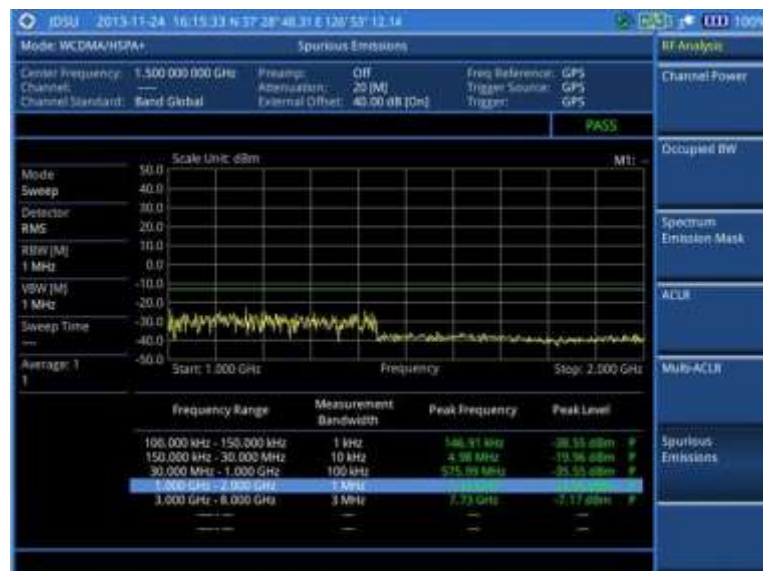 JDSU 2013-11-24 16:15:33 N 37° 28' 48.31 E 126° 53' 12.14 100%
Mode: WCDMA/HSPA+ Spurious Emissions RF Analysis
Center Frequency: 1.500 000 000 GHz Preamp: Off Freq Reference: GPS
Channel: --- Attenuation: 20 [M] Trigger Source: GPS
Channel Standard: Band Global External Offset: 40.00 dB [On] Trigger: GPS
Channel Power
PASS
Occupied BW
Scale Unit: dBm M1: --
Mode
Sweep
Detector
RMS
RBW [M]
1 MHz
VBW [M]
1 MHz
Sweep Time
---
Average: 1
1
50.0
40.0
30.0
20.0
10.0
0.0
-10.0
-20.0
-30.0
-40.0
-50.0
Start: 1.000 GHz Frequency Stop: 2.000 GHz
Spectrum
Emission Mask
ACLR
Multi-ACLR
Spurious
Emissions
Frequency Range Measurement Bandwidth Peak Frequency Peak Level
100.000 kHz - 150.000 kHz 1 kHz 146.91 kHz -38.55 dBm P
150.000 kHz - 30.000 MHz 10 kHz 4.98 MHz -19.96 dBm P
30.000 MHz - 1.000 GHz 100 kHz 575.99 MHz -35.55 dBm P
1.000 GHz - 2.000 GHz 1 MHz
3.000 GHz - 8.000 GHz 3 MHz 7.73 GHz -7.17 dBm P